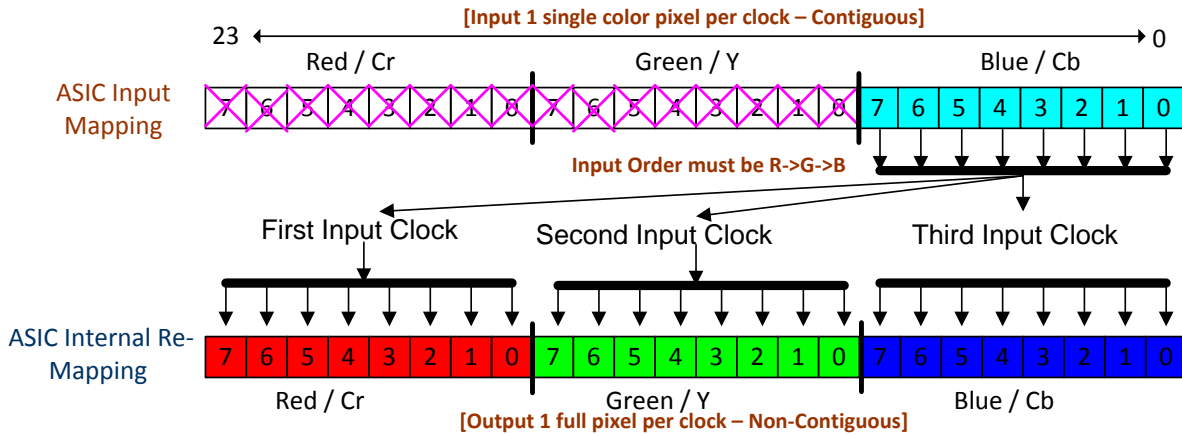 [Input 1 single color pixel per clock – Contiguous]
23 0
Red / Cr Green / Y Blue / Cb
ASIC Input Mapping
7 6 5 4 3 2 1 0 7 6 5 4 3 2 1 0 7 6 5 4 3 2 1 0
Input Order must be R->G->B
First Input Clock Second Input Clock Third Input Clock
ASIC Internal Re-
Mapping
7 6 5 4 3 2 1 0 7 6 5 4 3 2 1 0 7 6 5 4 3 2 1 0
Red / Cr Green / Y Blue / Cb
[Output 1 full pixel per clock – Non-Contiguous]